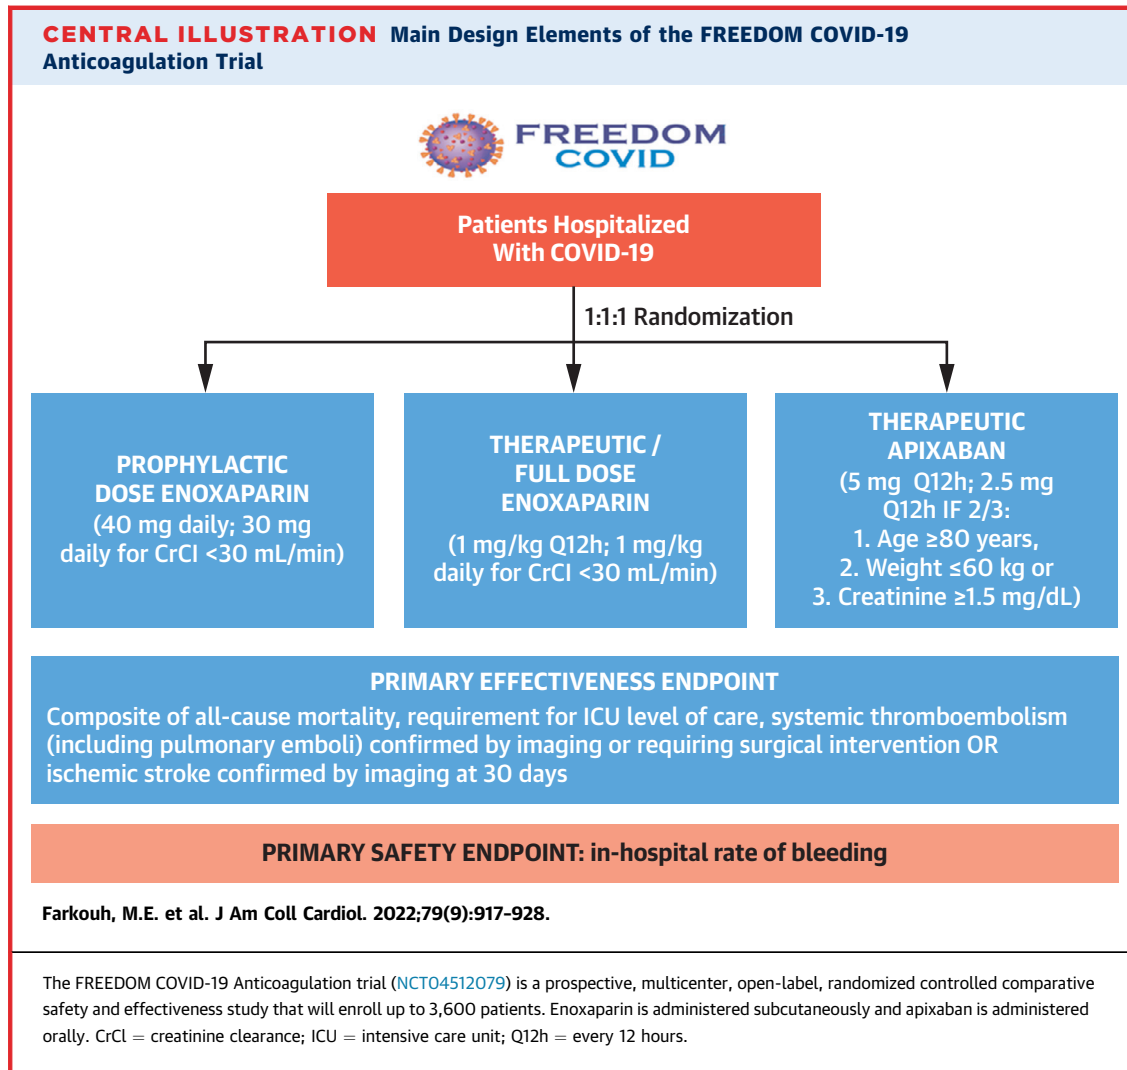 CENTRAL ILLUSTRATION Main Design Elements of the FREEDOM COVID-19
Anticoagulation Trial
FREEDOM
COVID
Patients Hospitalized
With COVID-19
1:1:1 Randomization
PROPHYLACTIC
DOSE ENOXAPARIN
(40 mg daily; 30 mg
daily for CrCl <30 mL/min)
THERAPEUTIC /
FULL DOSE
ENOXAPARIN
(1 mg/kg Q12h; 1 mg/kg
daily for CrCl <30 mL/min)
THERAPEUTIC
APIXABAN
(5 mg Q12h; 2.5 mg
Q12h IF 2/3:
1. Age ≥80 years,
2. Weight ≤60 kg or
3. Creatinine ≥1.5 mg/dL)
PRIMARY EFFECTIVENESS ENDPOINT
Composite of all-cause mortality, requirement for ICU level of care, systemic thromboembolism
(including pulmonary emboli) confirmed by imaging or requiring surgical intervention OR
ischemic stroke confirmed by imaging at 30 days
PRIMARY SAFETY ENDPOINT: in-hospital rate of bleeding
Farkouh, M.E. et al. J Am Coll Cardiol. 2022;79(9):917-928.
The FREEDOM COVID-19 Anticoagulation trial (NCT04512079) is a prospective, multicenter, open-label, randomized controlled comparative
safety and effectiveness study that will enroll up to 3,600 patients. Enoxaparin is administered subcutaneously and apixaban is administered
orally. CrCl = creatinine clearance; ICU = intensive care unit; Q12h = every 12 hours.